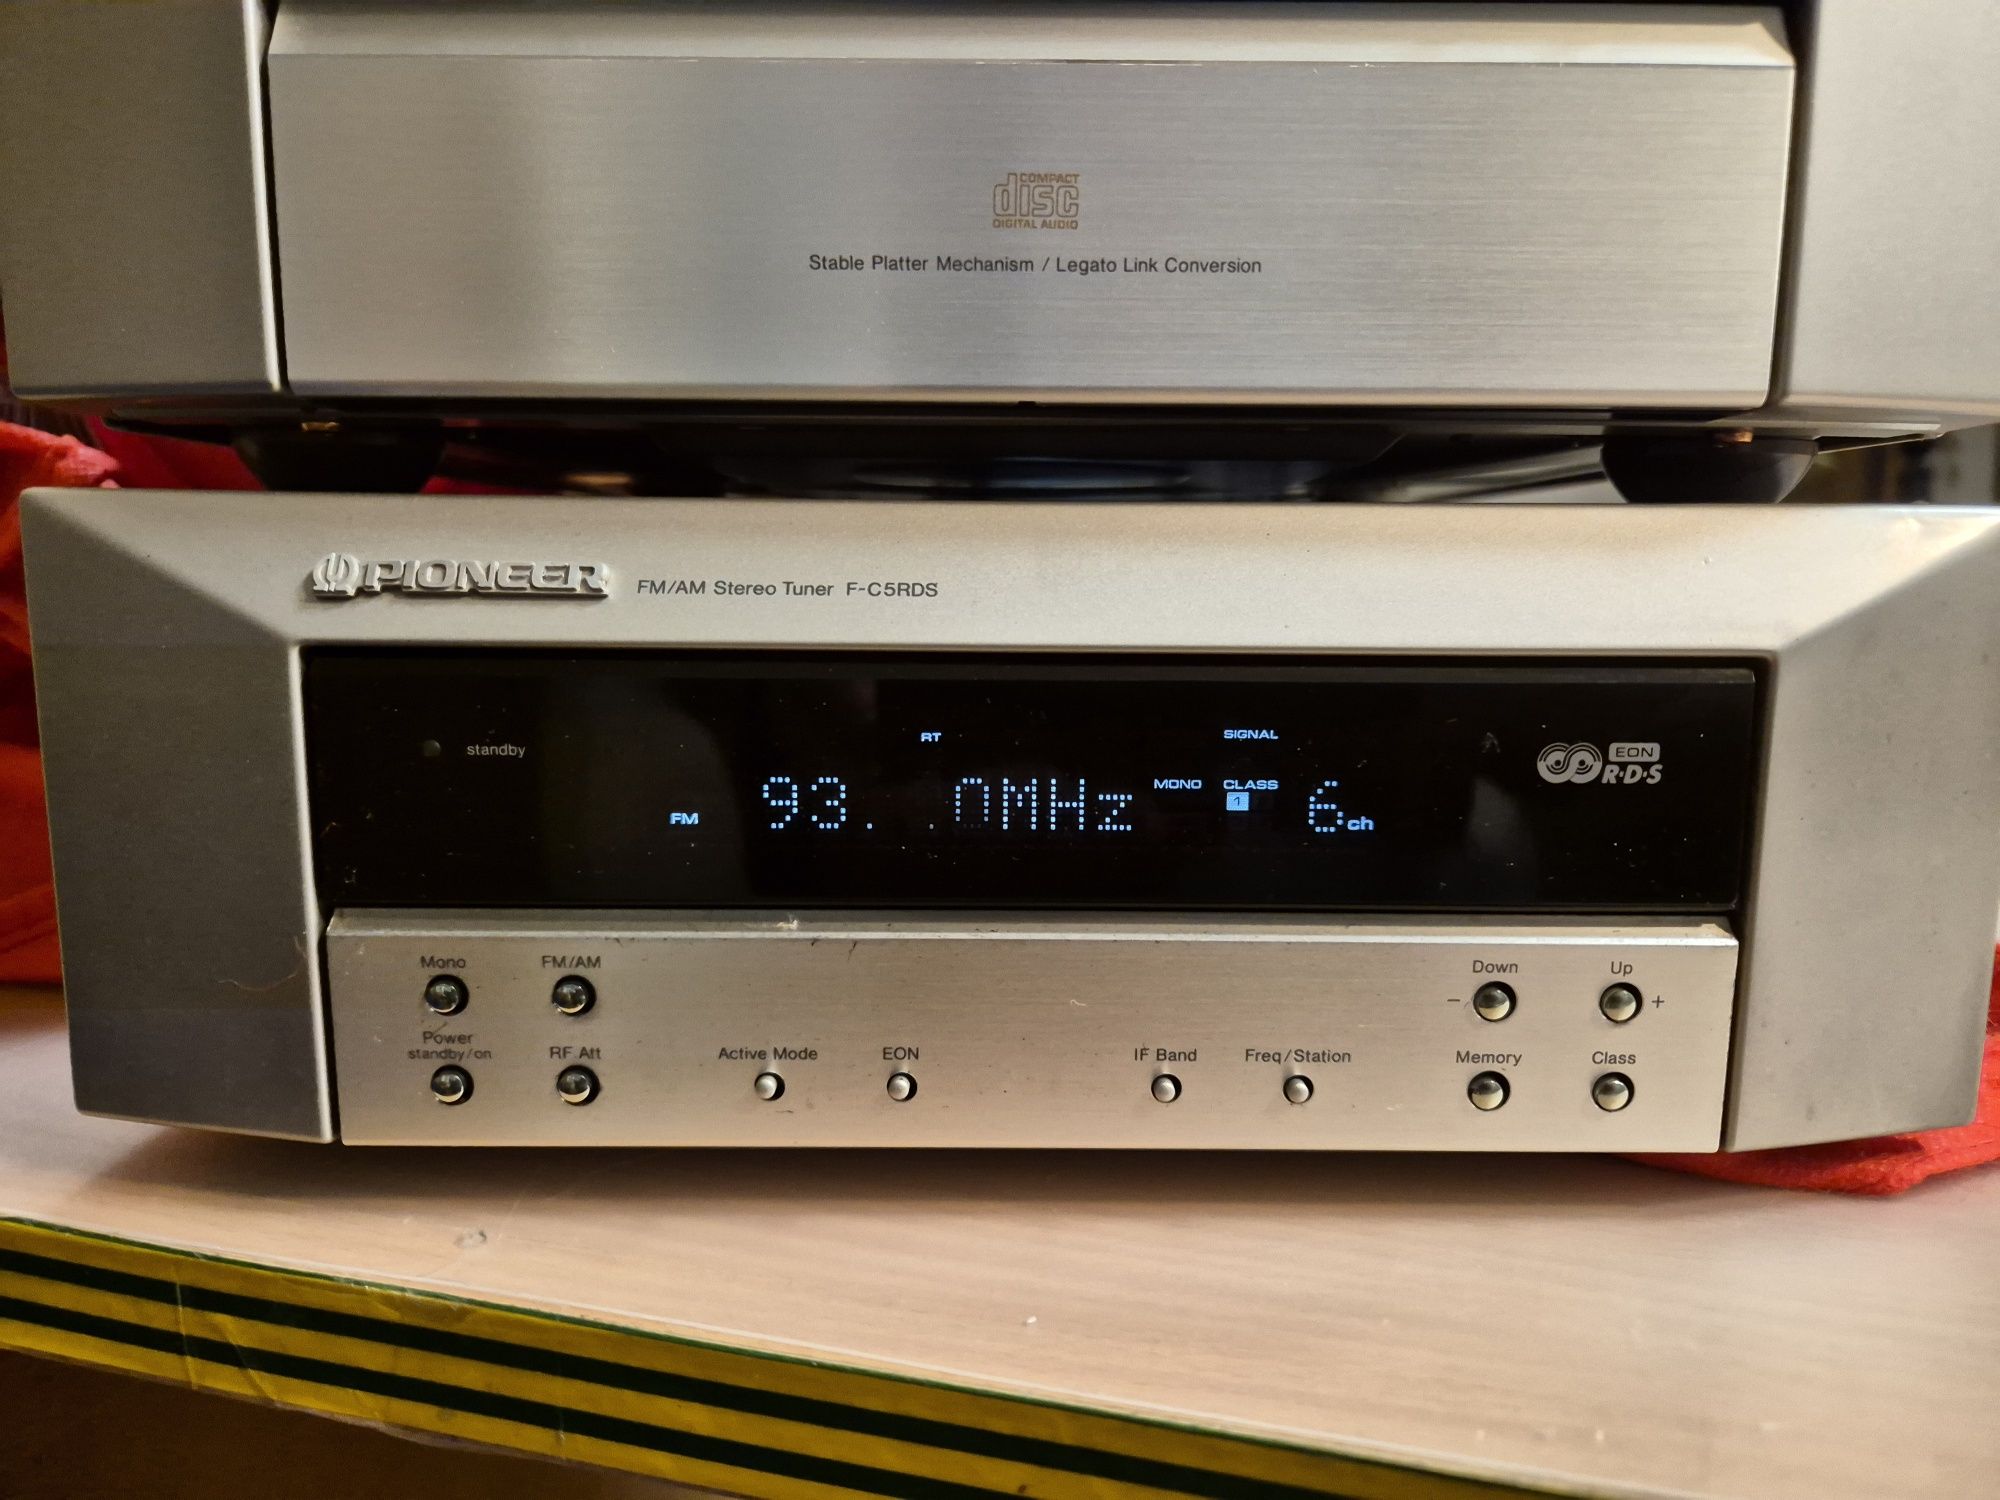 COMPACT
disc
DIGITAL AUDIO
Stable Platter Mechanism / Legato Link Conversion
PIONEER FM/AM Stereo Tuner F-C5RDS
standby
RT
SIGNAL
FM
93. .0MHz
MONO
CLASS
1
6ch
EON
R·D·S
Mono
FM/AM
Down
Up
-
+
Power
standby/on
RF Att
Active Mode
EON
IF Band
Freq/Station
Memory
Class